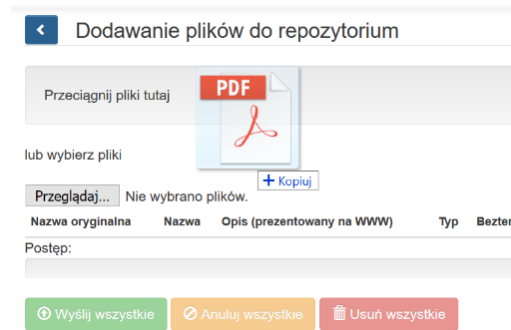 Dodawanie plików do repozytorium
Przeciągnij pliki tutaj
PDF
lub wybierz pliki
+ Kopiuj
Przeglądaj... Nie wybrano plików.
Nazwa oryginalna Nazwa Opis (prezentowany na WWW) Typ
Postęp:
Wyślij wszystkie Anuluj wszystkie Usuń wszystkie